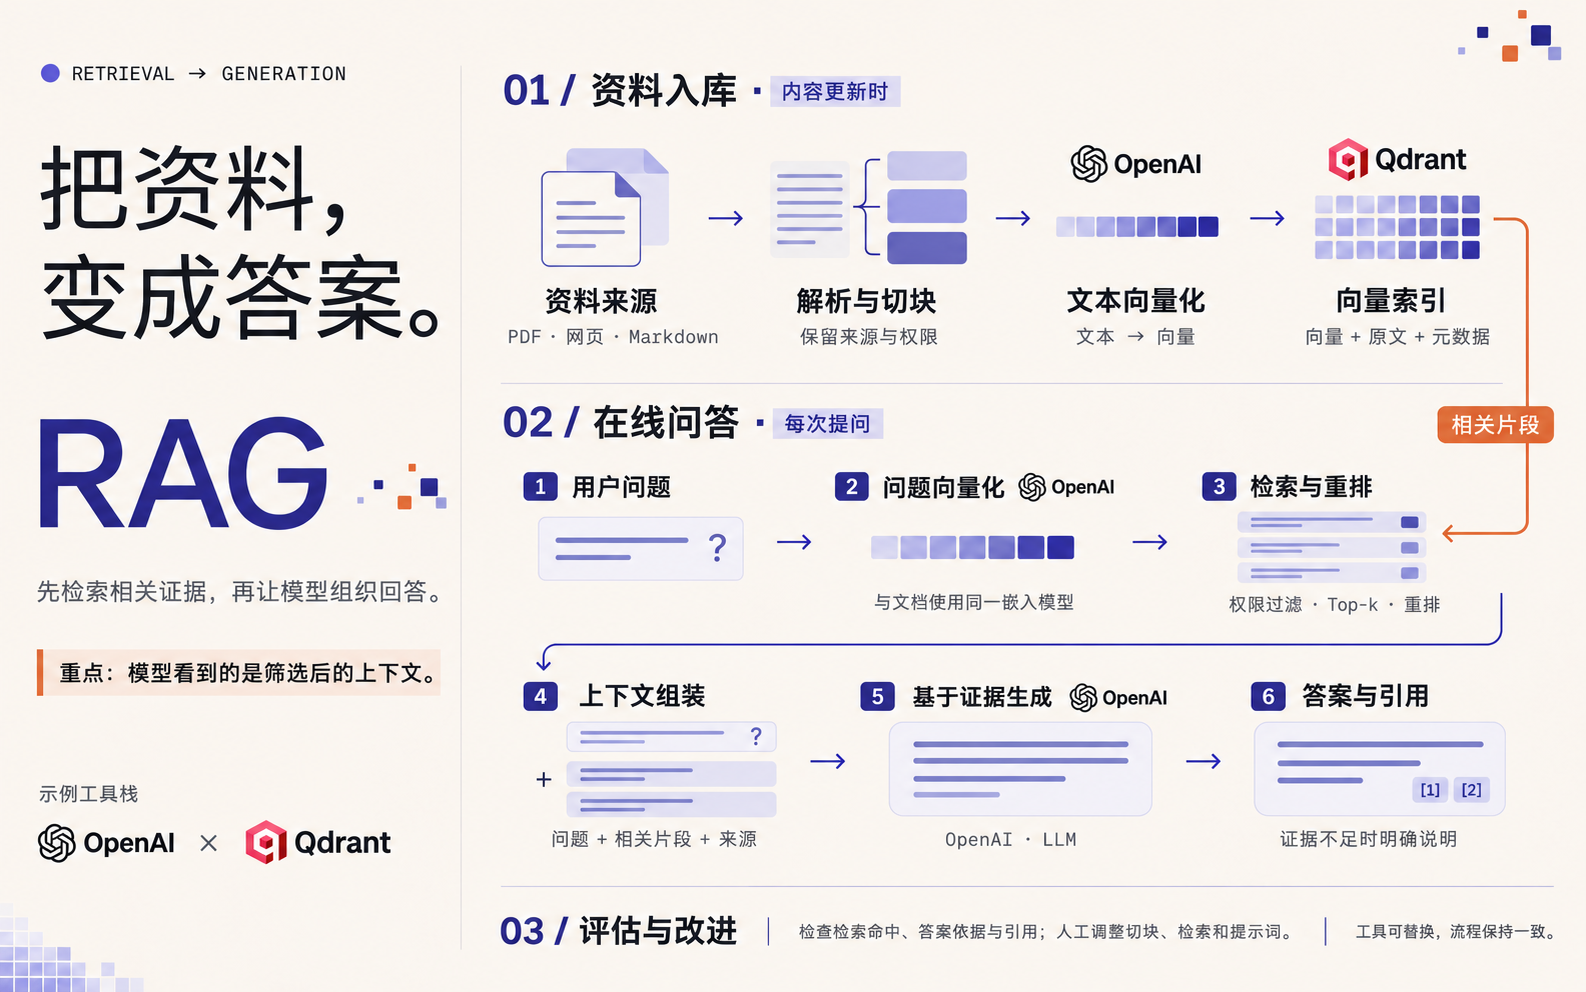 RETRIEVAL → GENERATION
把资料，
变成答案。
RAG
先检索相关证据，再让模型组织回答。
重点：模型看到的是筛选后的上下文。
示例工具栈
OpenAI × Qdrant
01 / 资料入库 · 内容更新时
OpenAI
Qdrant
资料来源
PDF · 网页 · Markdown
解析与切块
保留来源与权限
文本向量化
文本 → 向量
向量索引
向量 + 原文 + 元数据
相关片段
02 / 在线问答 · 每次提问
1 用户问题
?
2 问题向量化 OpenAI
与文档使用同一嵌入模型
3 检索与重排
权限过滤 · Top-k · 重排
4 上下文组装
?
+
问题 + 相关片段 + 来源
5 基于证据生成 OpenAI
OpenAI · LLM
6 答案与引用
[1] [2]
证据不足时明确说明
03 / 评估与改进
检查检索命中、答案依据与引用；人工调整切块、检索和提示词。
工具可替换，流程保持一致。